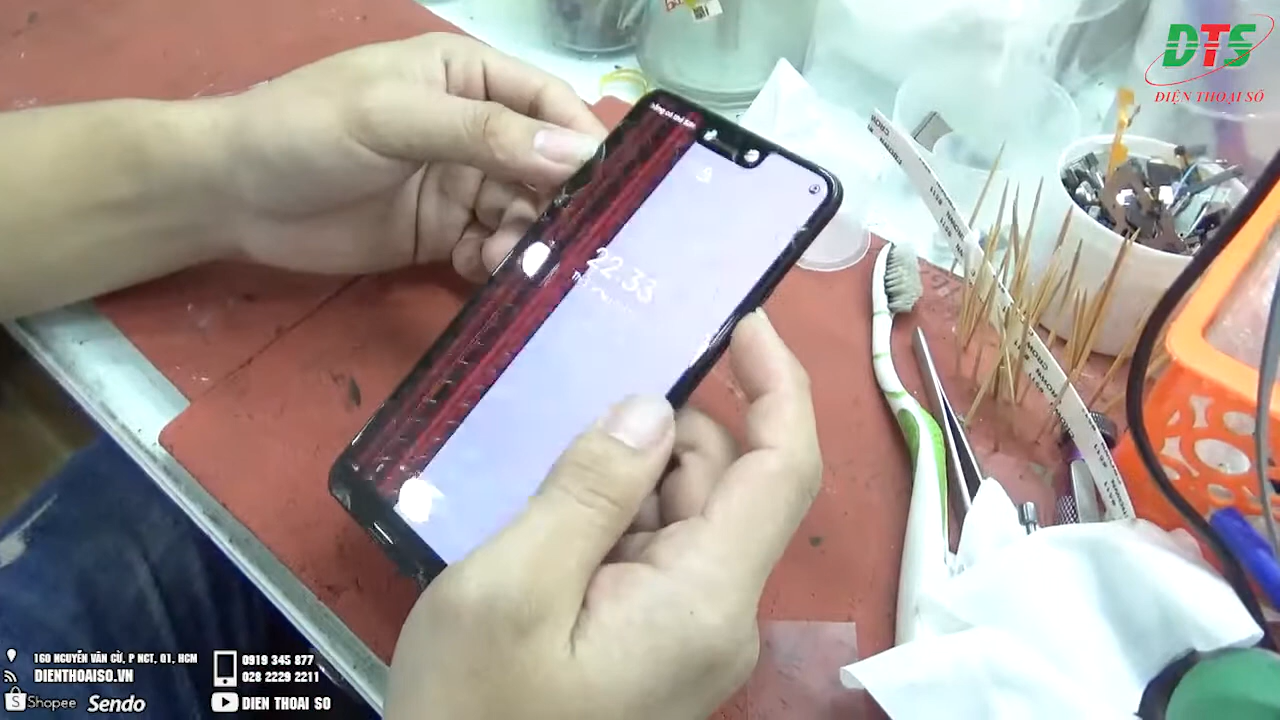 DTS
ĐIỆN THOẠI SỐ
22.33
CROWN
160 NGUYỄN VĂN CỪ, P NCT, Q1, HCM
DIENTHOAISO.VN
Shopee
Sendo
0919 345 877
028 2229 2211
DIEN THOAI SO